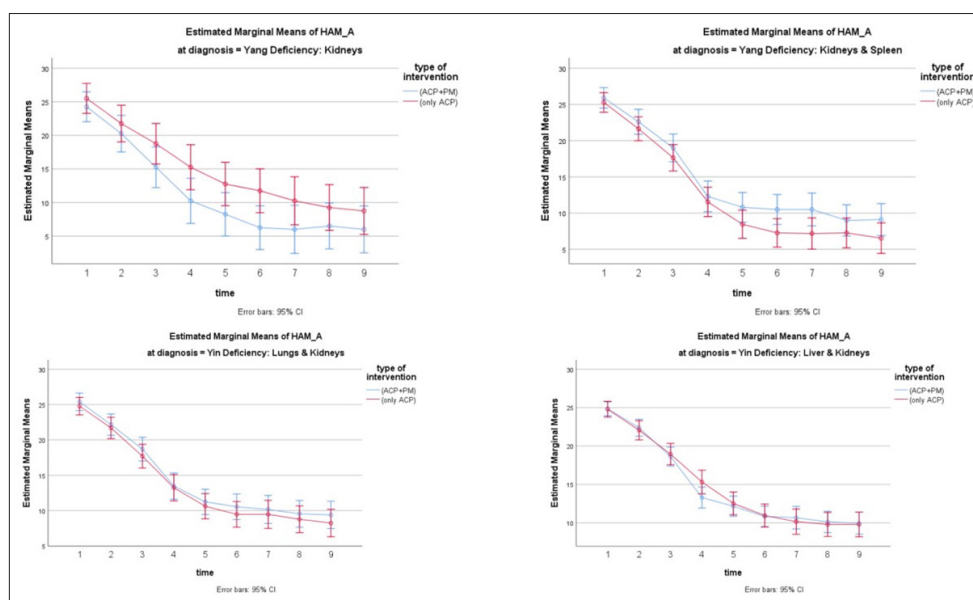 Estimated Marginal Means of HAM_A
at diagnosis = Yang Deficiency: Kidneys
Estimated Marginal Means
30
25
20
15
10
5
1 2 3 4 5 6 7 8 9
time
Error bars: 95% CI
type of
intervention
(ACP+PM)
(only ACP)
Estimated Marginal Means of HAM_A
at diagnosis = Yang Deficiency: Kidneys & Spleen
Estimated Marginal Means
30
25
20
15
10
5
1 2 3 4 5 6 7 8 9
time
Error bars: 95% CI
type of
intervention
(ACP+PM)
(only ACP)
Estimated Marginal Means of HAM_A
at diagnosis = Yin Deficiency: Lungs & Kidneys
Estimated Marginal Means
30
25
20
15
10
5
1 2 3 4 5 6 7 8 9
time
Error bars: 95% CI
type of
intervention
(ACP+PM)
(only ACP)
Estimated Marginal Means of HAM_A
at diagnosis = Yin Deficiency: Liver & Kidneys
Estimated Marginal Means
30
25
20
15
10
1 2 3 4 5 6 7 8 9
time
Error bars: 95% CI
type of
intervention
(ACP+PM)
(only ACP)